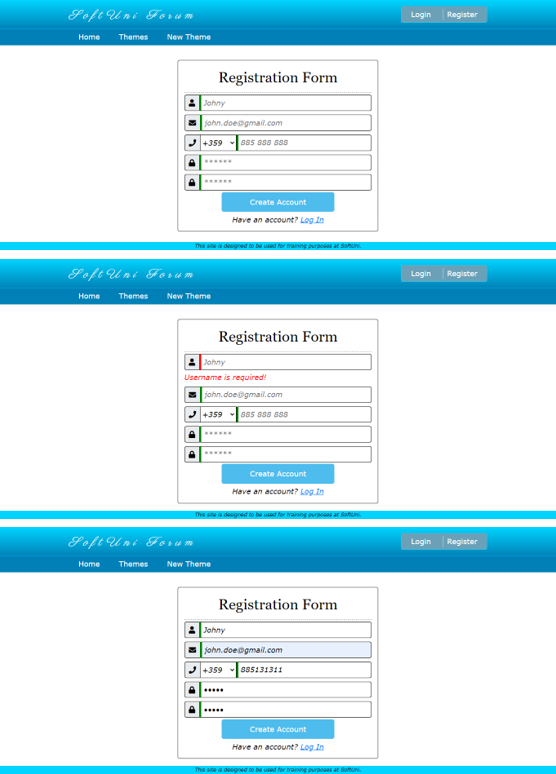 SoftUni Forum
Login Register
Home Themes New Theme
Registration Form
Johny
john.doe@gmail.com
+359 885 888 888
******
******
Create Account
Have an account? Log In
This site is designed to be used for training purposes at SoftUni.
SoftUni Forum
Login Register
Home Themes New Theme
Registration Form
Johny
Username is required!
john.doe@gmail.com
+359 885 888 888
******
******
Create Account
Have an account? Log In
This site is designed to be used for training purposes at SoftUni.
SoftUni Forum
Login Register
Home Themes New Theme
Registration Form
Johny
john.doe@gmail.com
+359 885131311
•••••
•••••
Create Account
Have an account? Log In
This site is designed to be used for training purposes at SoftUni.